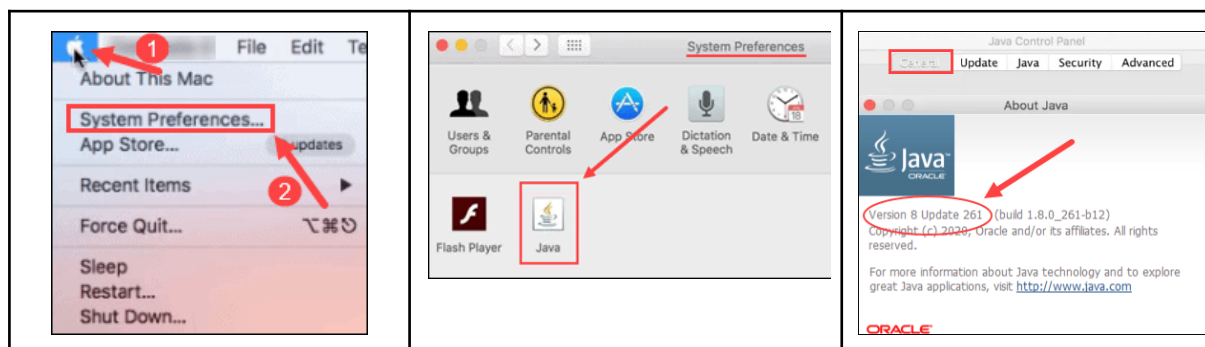 1
File Edit Te
About This Mac
System Preferences...
App Store...
updates
Recent Items
2
Force Quit...
Sleep
Restart...
Shut Down...
System Preferences
Users &
Groups
Parental
Controls
App Store
Dictation
& Speech
18
Date & Time
Flash Player
Java
Java Control Panel
General Update Java Security Advanced
About Java
Java
ORACLE
Version 8 Update 261 (build 1.8.0_261-b12)
Copyright (c) 2020, Oracle and/or its affiliates. All rights
reserved.
For more information about Java technology and to explore
great Java applications, visit http://www.java.com
ORACLE